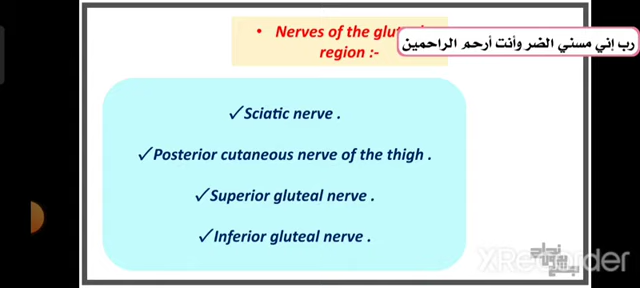 • Nerves of the glut
رب إني مسني الضر وأنت أرحم الراحمين
region :-
✓Sciatic nerve .
✓Posterior cutaneous nerve of the thigh .
✓Superior gluteal nerve .
✓Inferior gluteal nerve .
XRecorder